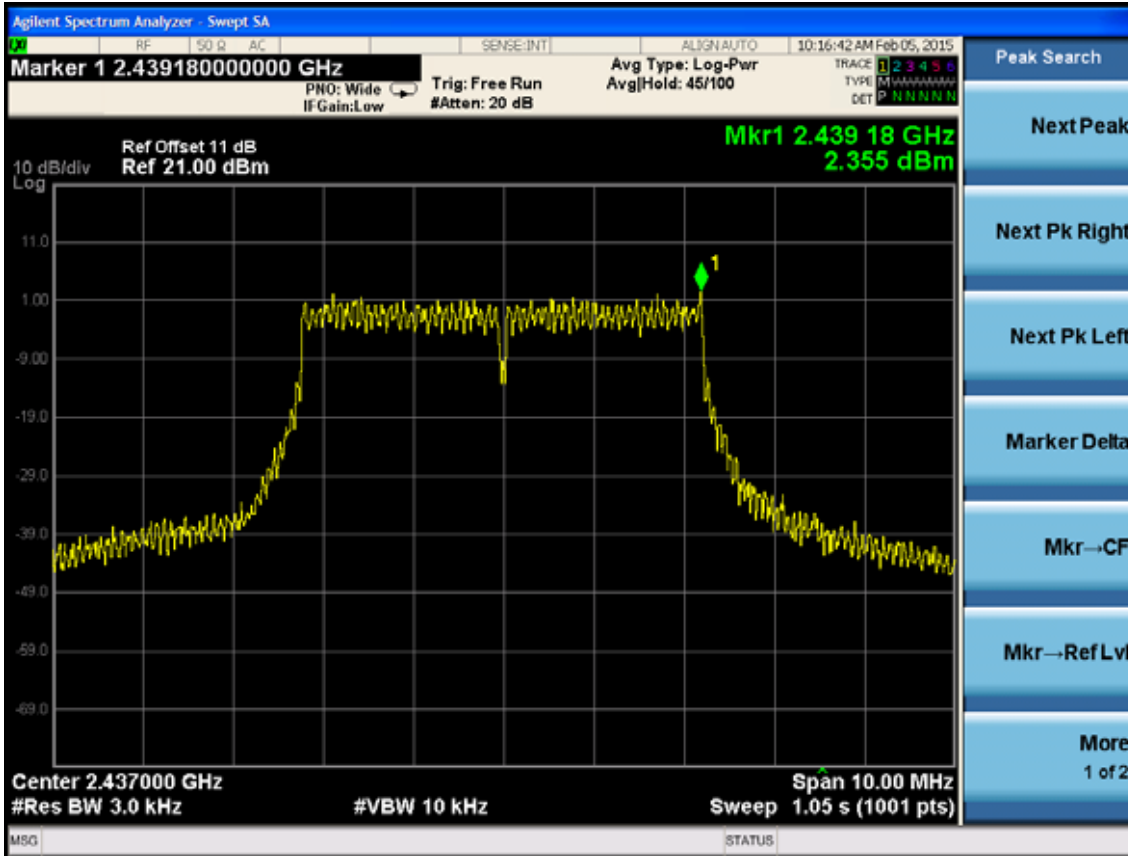 Agilent Spectrum Analyzer - Swept SA
RF 50 Ω AC SENSE:INT ALIGN AUTO 10:16:42 AM Feb 05, 2015
Marker 1 2.439180000000 GHz
PNO: Wide
IFGain:Low
Trig: Free Run
#Atten: 20 dB
Avg Type: Log-Pwr
Avg|Hold: 45/100
TRACE 1 2 3 4 5 6
TYPE M WWWWW
DET P N N N N N
Peak Search
Mkr1 2.439 18 GHz
2.355 dBm
Ref Offset 11 dB
10 dB/div Ref 21.00 dBm
Log
11.0
1.00
-9.00
-19.0
-29.0
-39.0
-49.0
-59.0
-69.0
1
Center 2.437000 GHz
Span 10.00 MHz
#Res BW 3.0 kHz
#VBW 10 kHz
Sweep 1.05 s (1001 pts)
MSG
STATUS
Next Peak
Next Pk Right
Next Pk Left
Marker Delta
Mkr→CF
Mkr→Ref Lvl
More
1 of 2